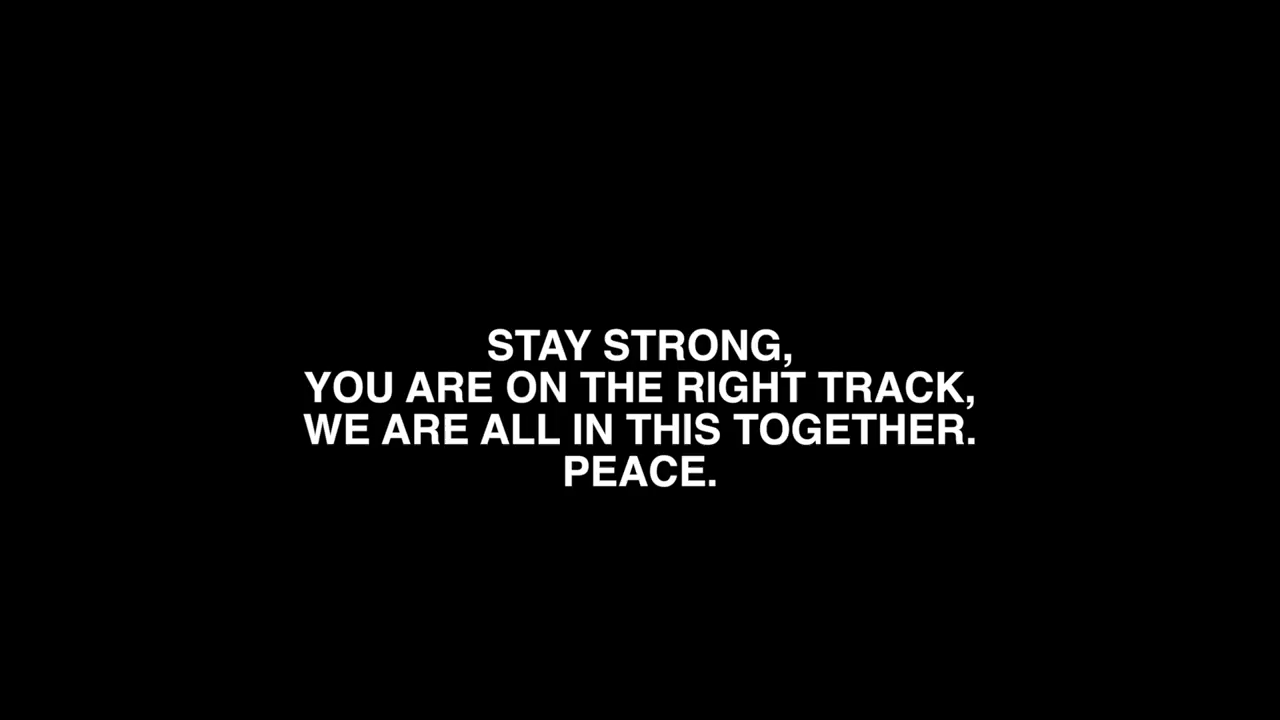 STAY STRONG,
YOU ARE ON THE RIGHT TRACK,
WE ARE ALL IN THIS TOGETHER.
PEACE.